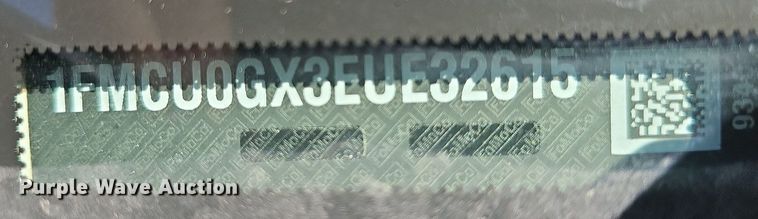 1FMCU0GX3EUE32615
Purple Wave Auction